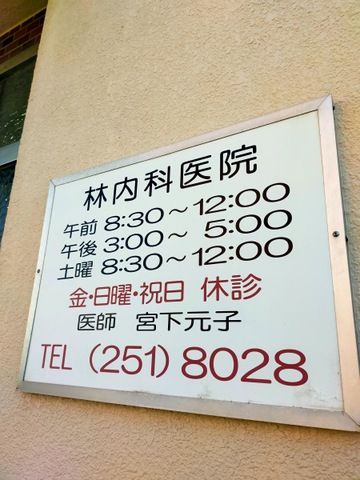 林内科医院
午前 8:30～12:00
午後 3:00～ 5:00
土曜 8:30～12:00
金・日曜・祝日 休診
医師 宮下元子
TEL (251)8028